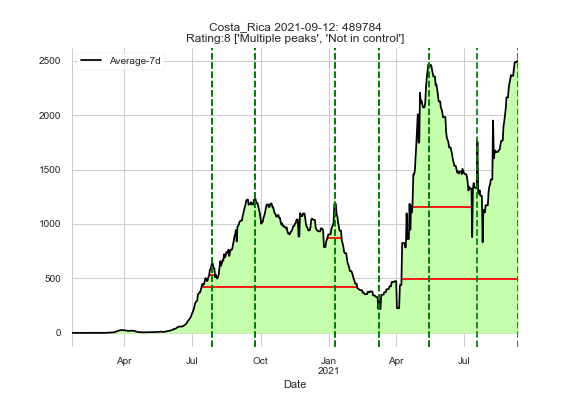 Costa_Rica 2021-09-12: 489784
Rating:8 ['Multiple peaks', 'Not in control']
Average-7d
2500
2000
1500
1000
500
0
Apr
Jul
Oct
Jan
2021
Apr
Jul
Date